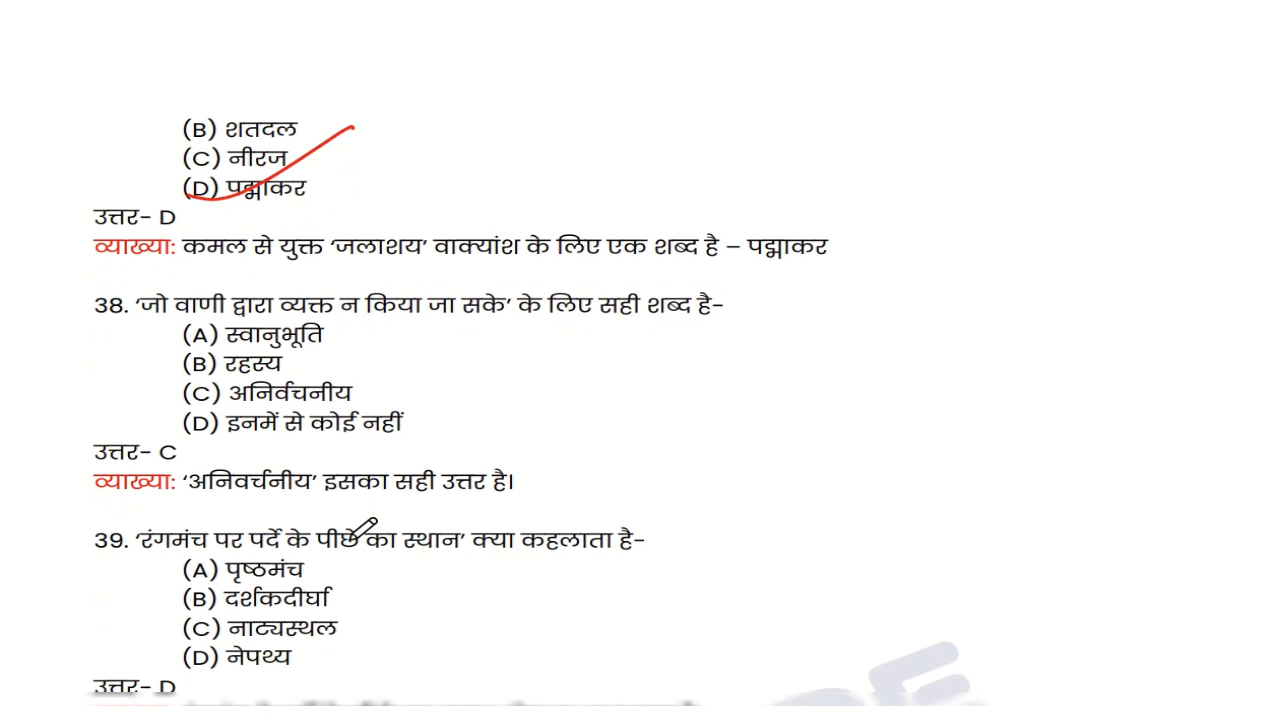 (B) शतदल
(C) नीरज
(D) पद्माकर
उत्तर- D
व्याख्या: कमल से युक्त ‘जलाशय’ वाक्यांश के लिए एक शब्द है – पद्माकर
38. ‘जो वाणी द्वारा व्यक्त न किया जा सके’ के लिए सही शब्द है-
(A) स्वानुभूति
(B) रहस्य
(C) अनिर्वचनीय
(D) इनमें से कोई नहीं
उत्तर- C
व्याख्या: ‘अनिवर्चनीय’ इसका सही उत्तर है।
39. ‘रंगमंच पर पर्दे के पीछे का स्थान’ क्या कहलाता है-
(A) पृष्ठमंच
(B) दर्शकदीर्घा
(C) नाट्यस्थल
(D) नेपथ्य
उत्तर- D